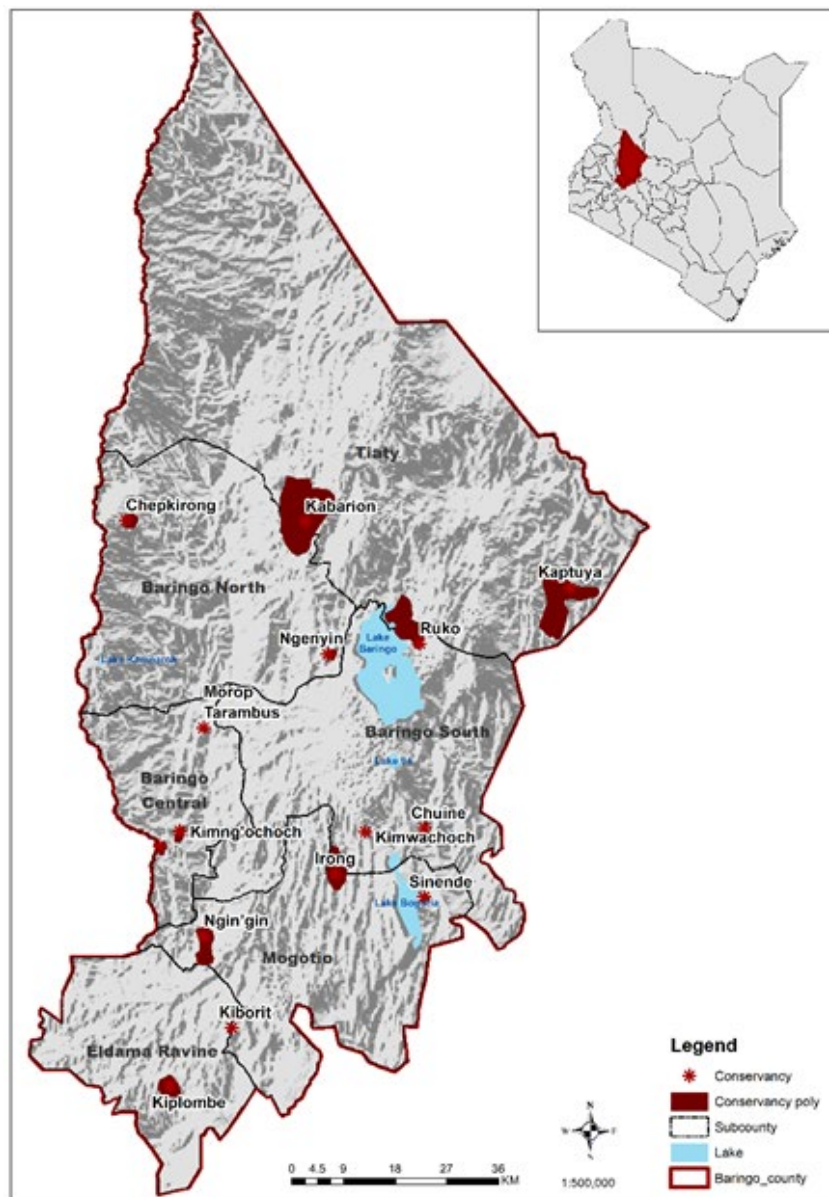 Tiaty
Chepkirong
Kabarion
Kaptuya
Baringo North
Ruko
Ngenyin
Lake
Baringo
Morop
Tarambus
Baringo South
Baringo
Central
Chuine
Kimng'ochoch
Kimwachoch
Irong
Sinende
Ngin'gin
Mogotio
Kiborit
Eldama Ravine
Kiplombe
Legend
Conservancy
Conservancy poly
Subcounty
Lake
Baringo_county
N
W E
S
0 4.5 9 18 27 36
KM
1:500,000